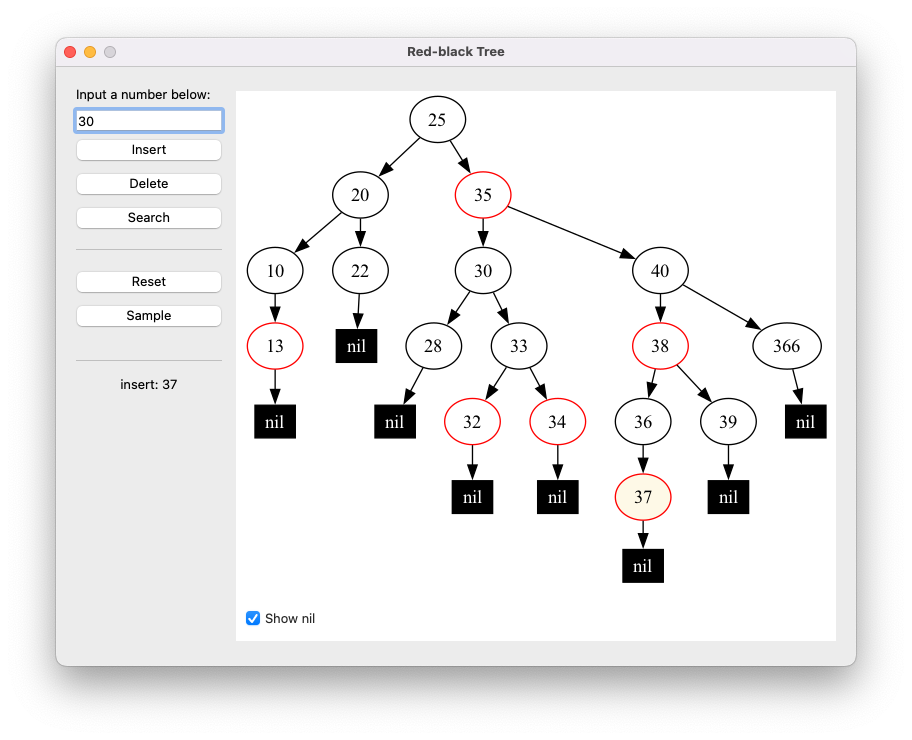 Red-black Tree
Input a number below:
30
Insert
Delete
Search
Reset
Sample
insert: 37
25
20
35
10
22
30
40
13
nil
28
33
38
366
nil
nil
32
34
36
39
nil
nil
nil
37
nil
nil
Show nil